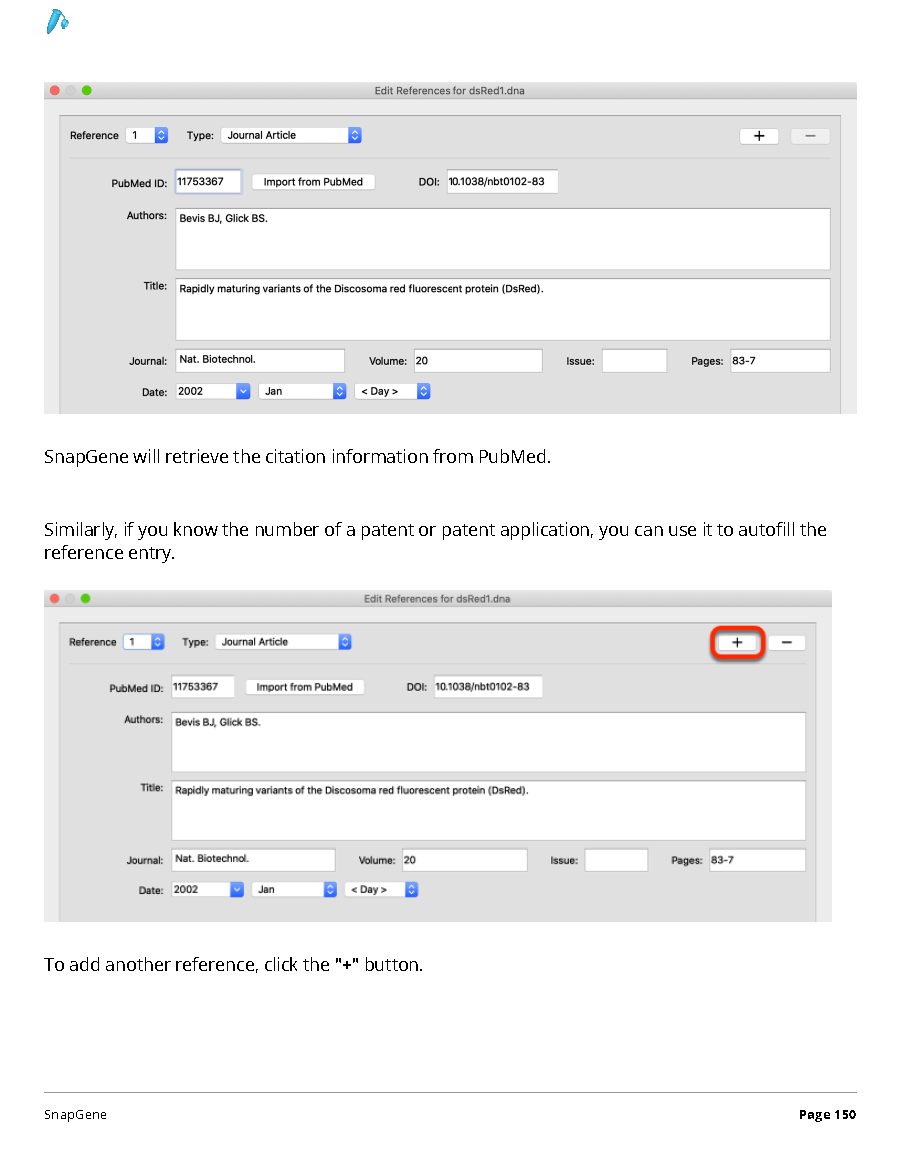 Edit References for dsRed1.dna
Reference 1 Type: Journal Article + −
PubMed ID: 11753367 Import from PubMed DOI: 10.1038/nbt0102-83
Authors: Bevis BJ, Glick BS.
Title: Rapidly maturing variants of the Discosoma red fluorescent protein (DsRed).
Journal: Nat. Biotechnol. Volume: 20 Issue: Pages: 83-7
Date: 2002 Jan < Day >
SnapGene will retrieve the citation information from PubMed.
Similarly, if you know the number of a patent or patent application, you can use it to autofill the
reference entry.
Edit References for dsRed1.dna
Reference 1 Type: Journal Article + −
PubMed ID: 11753367 Import from PubMed DOI: 10.1038/nbt0102-83
Authors: Bevis BJ, Glick BS.
Title: Rapidly maturing variants of the Discosoma red fluorescent protein (DsRed).
Journal: Nat. Biotechnol. Volume: 20 Issue: Pages: 83-7
Date: 2002 Jan < Day >
To add another reference, click the "+" button.
SnapGene Page 150